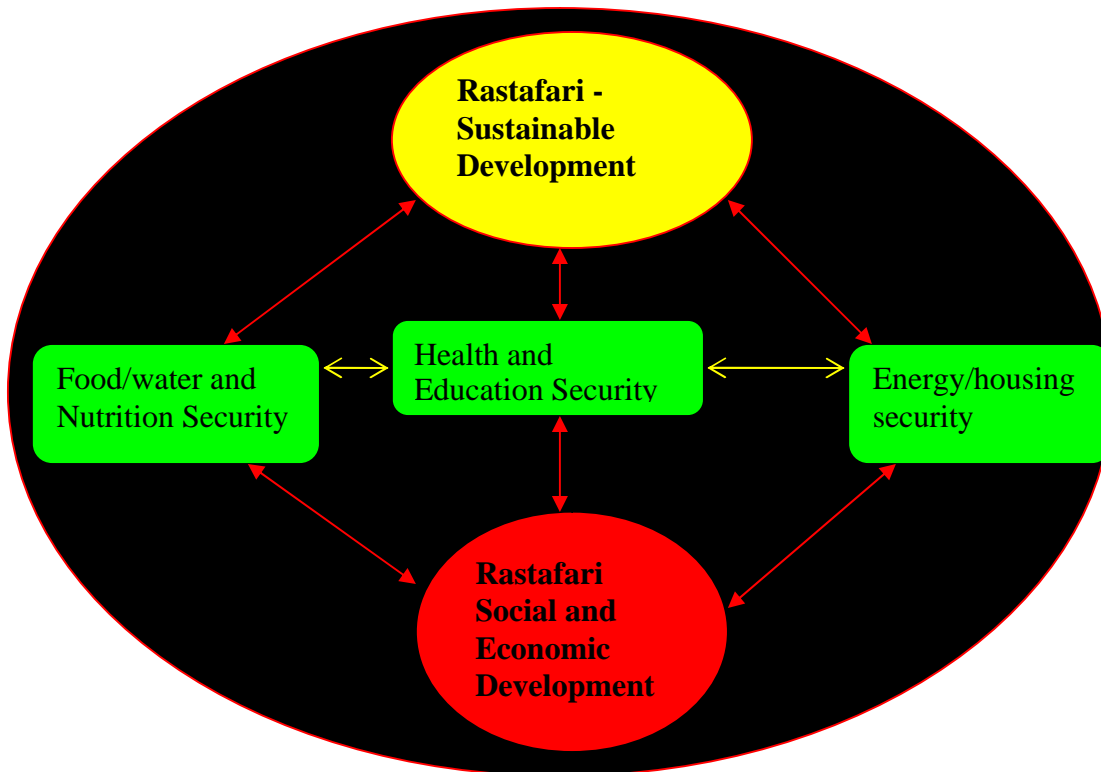 Rastafari -
Sustainable
Development
Food/water and
Nutrition Security
Health and
Education Security
Energy/housing
security
Rastafari
Social and
Economic
Development